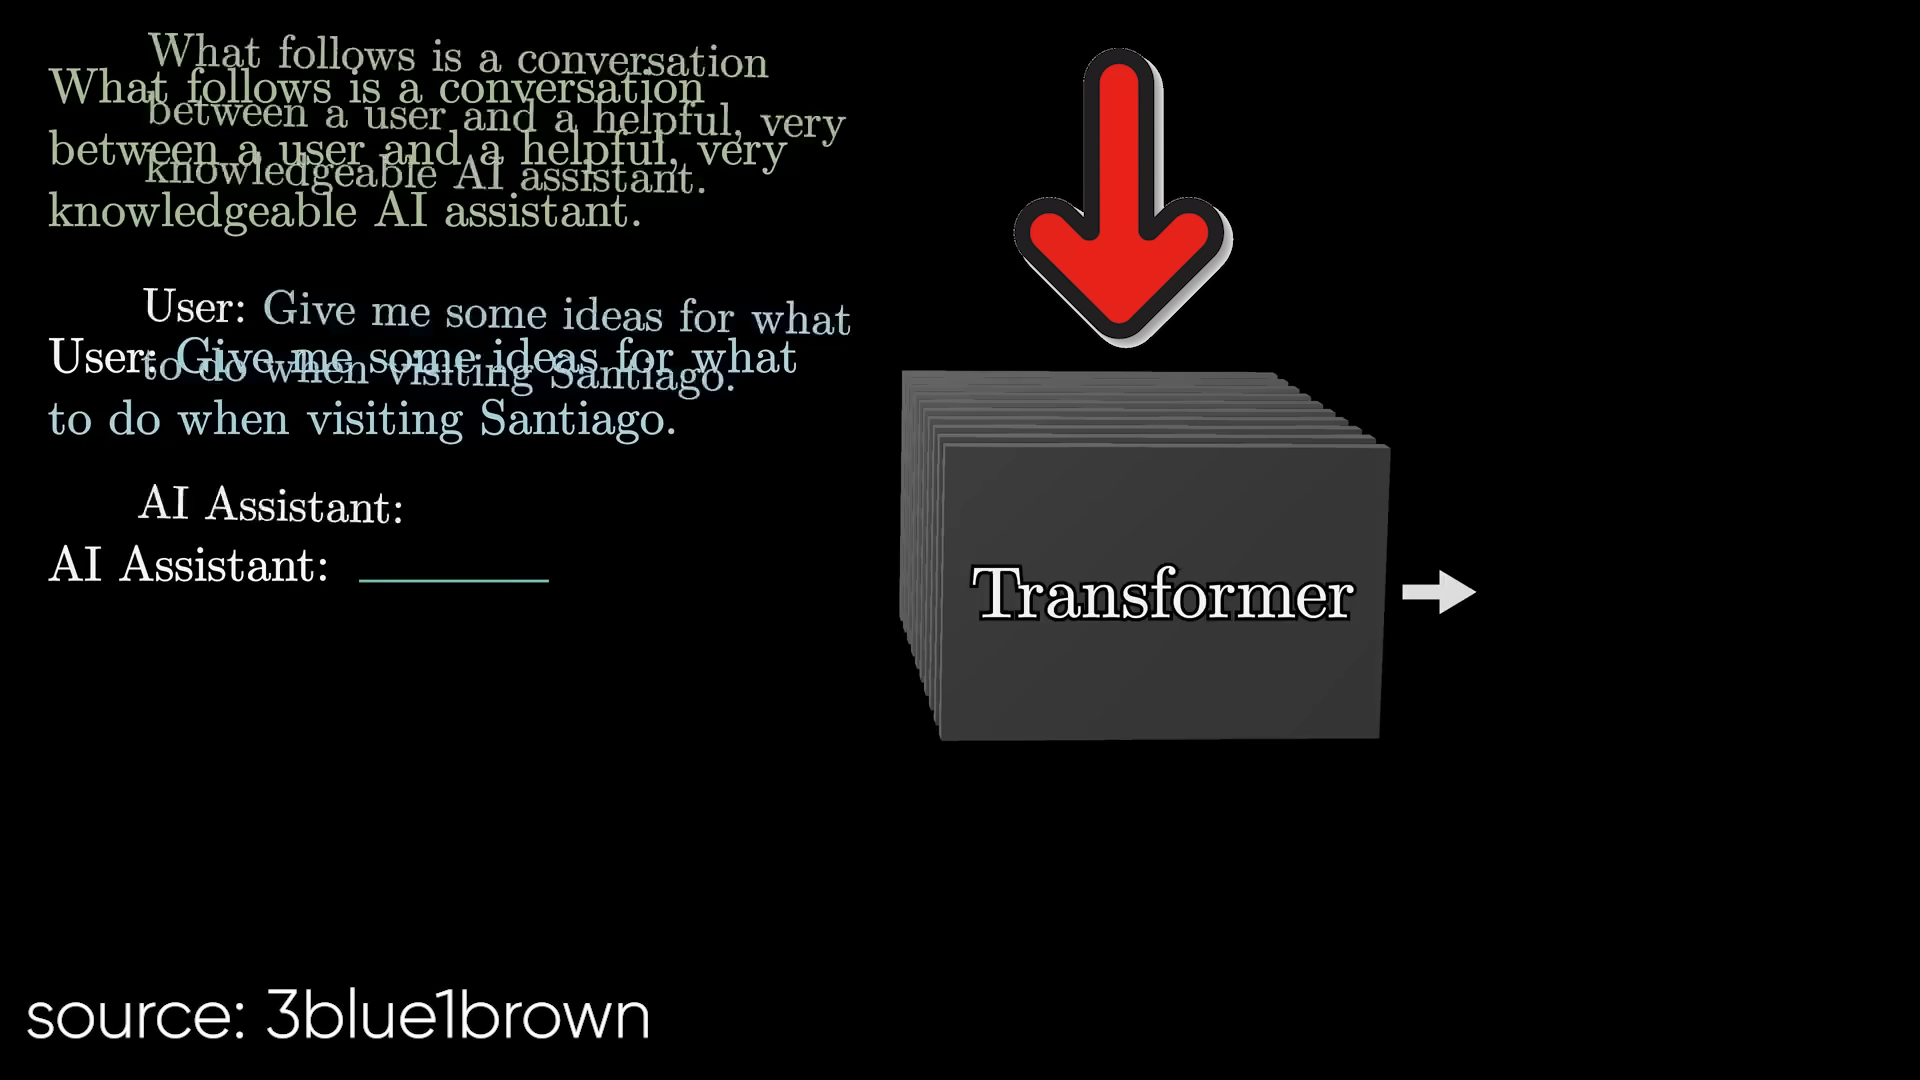 What follows is a conversation
between a user and a helpful, very
knowledgeable AI assistant.
User: Give me some ideas for what
to do when visiting Santiago.
AI Assistant:
What follows is a conversation
between a user and a helpful, very
knowledgeable AI assistant.
User: Give me some ideas for what
to do when visiting Santiago.
AI Assistant:
Transformer
source: 3blue1brown